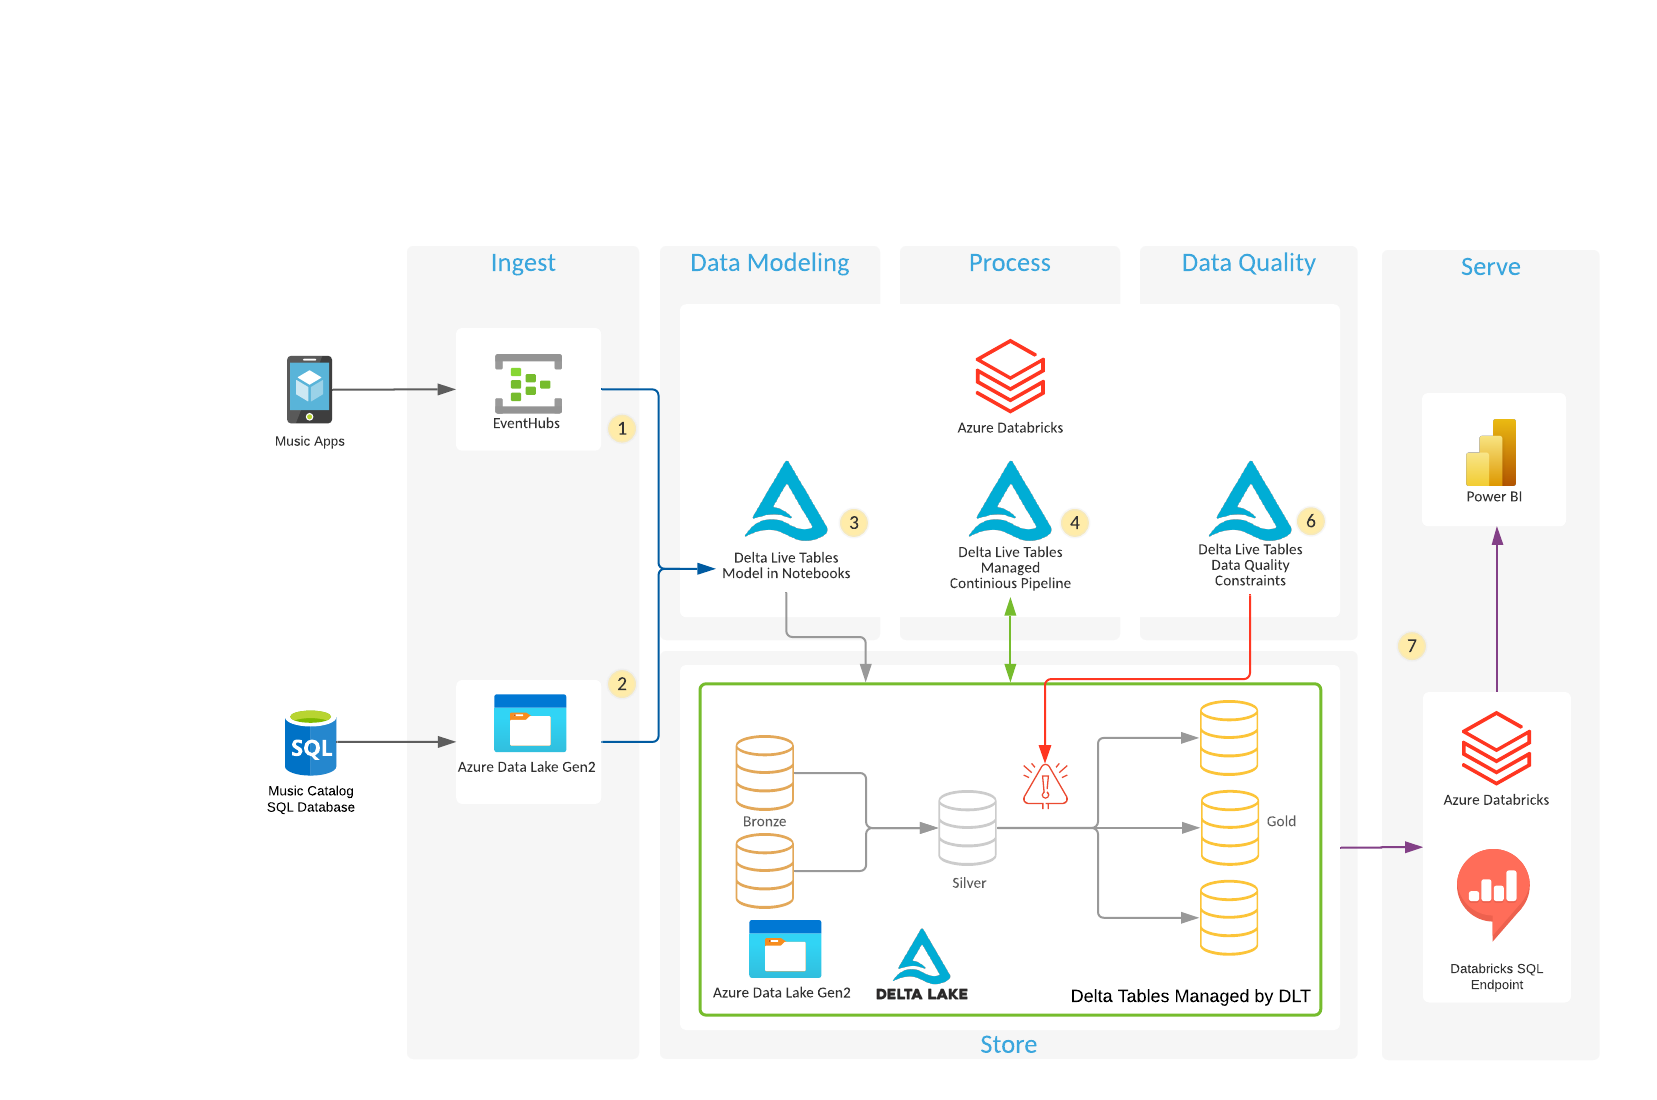 Ingest
Data Modeling
Process
Data Quality
Serve
Music Apps
EventHubs
1
Azure Databricks
3
Delta Live Tables
Model in Notebooks
4
Delta Live Tables
Managed
Continious Pipeline
6
Delta Live Tables
Data Quality
Constraints
Power BI
7
2
SQL
Music Catalog
SQL Database
Azure Data Lake Gen2
Bronze
Silver
Gold
Azure Data Lake Gen2
DELTA LAKE
Delta Tables Managed by DLT
Store
Azure Databricks
Databricks SQL
Endpoint